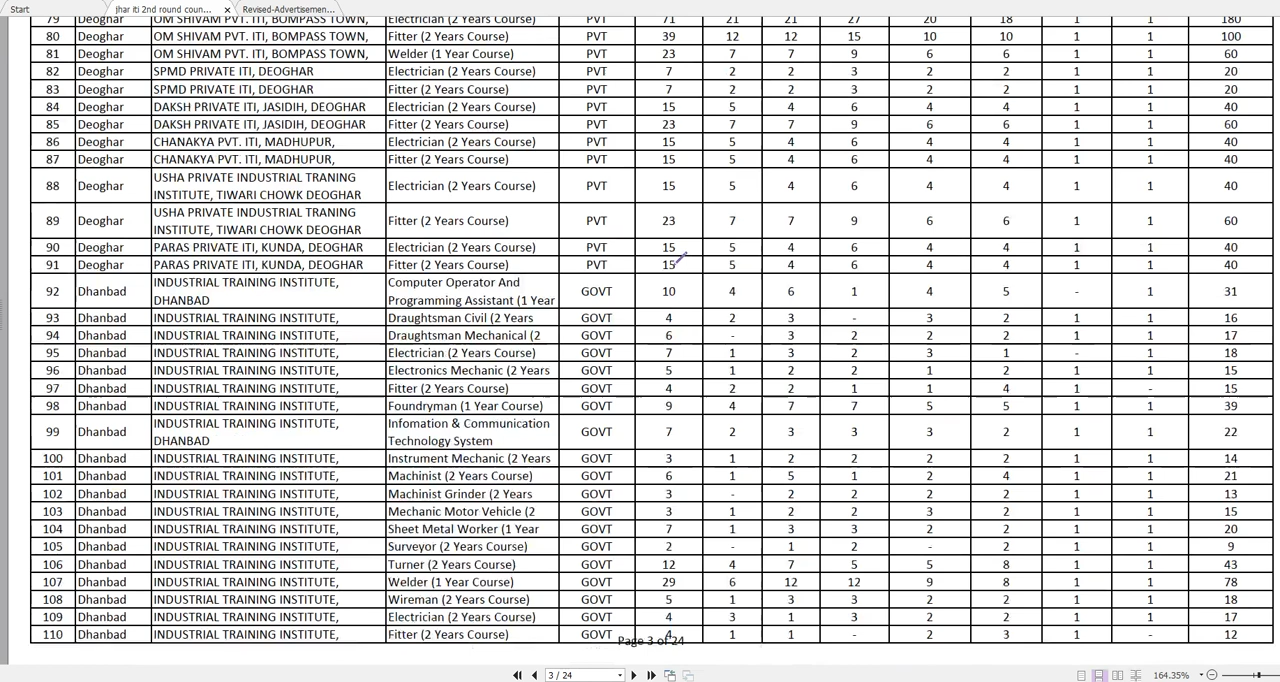 Start jhar iti 2nd round coun... × Revised-Advertisemen...
79 Deoghar OM SHIVAM PVT. ITI, BOMPASS TOWN, Electrician (2 Years Course) PVT 71 21 21 27 20 18 1 1 180
80 Deoghar OM SHIVAM PVT. ITI, BOMPASS TOWN, Fitter (2 Years Course) PVT 39 12 12 15 10 10 1 1 100
81 Deoghar OM SHIVAM PVT. ITI, BOMPASS TOWN, Welder (1 Year Course) PVT 23 7 7 9 6 6 1 1 60
82 Deoghar SPMD PRIVATE ITI, DEOGHAR Electrician (2 Years Course) PVT 7 2 2 3 2 2 1 1 20
83 Deoghar SPMD PRIVATE ITI, DEOGHAR Fitter (2 Years Course) PVT 7 2 2 3 2 2 1 1 20
84 Deoghar DAKSH PRIVATE ITI, JASIDIH, DEOGHAR Electrician (2 Years Course) PVT 15 5 4 6 4 4 1 1 40
85 Deoghar DAKSH PRIVATE ITI, JASIDIH, DEOGHAR Fitter (2 Years Course) PVT 23 7 7 9 6 6 1 1 60
86 Deoghar CHANAKYA PVT. ITI, MADHUPUR, Electrician (2 Years Course) PVT 15 5 4 6 4 4 1 1 40
87 Deoghar CHANAKYA PVT. ITI, MADHUPUR, Fitter (2 Years Course) PVT 15 5 4 6 4 4 1 1 40
88 Deoghar USHA PRIVATE INDUSTRIAL TRANING Electrician (2 Years Course) PVT 15 5 4 6 4 4 1 1 40
INSTITUTE, TIWARI CHOWK DEOGHAR
89 Deoghar USHA PRIVATE INDUSTRIAL TRANING Fitter (2 Years Course) PVT 23 7 7 9 6 6 1 1 60
INSTITUTE, TIWARI CHOWK DEOGHAR
90 Deoghar PARAS PRIVATE ITI, KUNDA, DEOGHAR Electrician (2 Years Course) PVT 15 5 4 6 4 4 1 1 40
91 Deoghar PARAS PRIVATE ITI, KUNDA, DEOGHAR Fitter (2 Years Course) PVT 15 5 4 6 4 4 1 1 40
92 Dhanbad INDUSTRIAL TRAINING INSTITUTE, Computer Operator And GOVT 10 4 6 1 4 5 - 1 31
DHANBAD Programming Assistant (1 Year
93 Dhanbad INDUSTRIAL TRAINING INSTITUTE, Draughtsman Civil (2 Years GOVT 4 2 3 - 3 2 1 1 16
94 Dhanbad INDUSTRIAL TRAINING INSTITUTE, Draughtsman Mechanical (2 GOVT 6 - 3 2 2 2 1 1 17
95 Dhanbad INDUSTRIAL TRAINING INSTITUTE, Electrician (2 Years Course) GOVT 7 1 3 2 3 1 - 1 18
96 Dhanbad INDUSTRIAL TRAINING INSTITUTE, Electronics Mechanic (2 Years GOVT 5 1 2 2 1 2 1 1 15
97 Dhanbad INDUSTRIAL TRAINING INSTITUTE, Fitter (2 Years Course) GOVT 4 2 2 1 1 4 1 - 15
98 Dhanbad INDUSTRIAL TRAINING INSTITUTE, Foundryman (1 Year Course) GOVT 9 4 7 7 5 5 1 1 39
99 Dhanbad INDUSTRIAL TRAINING INSTITUTE, Infomation & Communication GOVT 7 2 3 3 3 2 1 1 22
DHANBAD Technology System
100 Dhanbad INDUSTRIAL TRAINING INSTITUTE, Instrument Mechanic (2 Years GOVT 3 1 2 2 2 2 1 1 14
101 Dhanbad INDUSTRIAL TRAINING INSTITUTE, Machinist (2 Years Course) GOVT 6 1 5 1 2 4 1 1 21
102 Dhanbad INDUSTRIAL TRAINING INSTITUTE, Machinist Grinder (2 Years GOVT 3 - 2 2 2 2 1 1 13
103 Dhanbad INDUSTRIAL TRAINING INSTITUTE, Mechanic Motor Vehicle (2 GOVT 3 1 2 2 3 2 1 1 15
104 Dhanbad INDUSTRIAL TRAINING INSTITUTE, Sheet Metal Worker (1 Year GOVT 7 1 3 3 2 2 1 1 20
105 Dhanbad INDUSTRIAL TRAINING INSTITUTE, Surveyor (2 Years Course) GOVT 2 - 1 2 - 2 1 1 9
106 Dhanbad INDUSTRIAL TRAINING INSTITUTE, Turner (2 Years Course) GOVT 12 4 7 5 5 8 1 1 43
107 Dhanbad INDUSTRIAL TRAINING INSTITUTE, Welder (1 Year Course) GOVT 29 6 12 12 9 8 1 1 78
108 Dhanbad INDUSTRIAL TRAINING INSTITUTE, Wireman (2 Years Course) GOVT 5 1 3 3 2 2 1 1 18
109 Dhanbad INDUSTRIAL TRAINING INSTITUTE, Electrician (2 Years Course) GOVT 4 3 1 3 2 2 1 1 17
110 Dhanbad INDUSTRIAL TRAINING INSTITUTE, Fitter (2 Years Course) GOVT 4 1 1 - 2 3 1 - 12
Page 3 of 24
3 / 24 164.35%